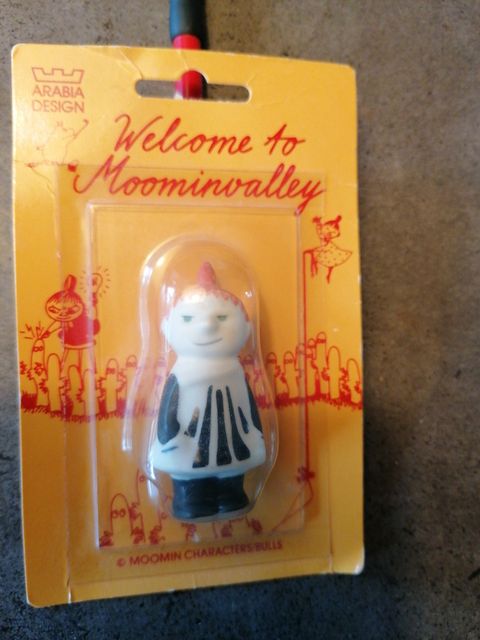 ARABIA
DESIGN
Welcome to
Moominvalley
© MOOMIN CHARACTERS/BULLS